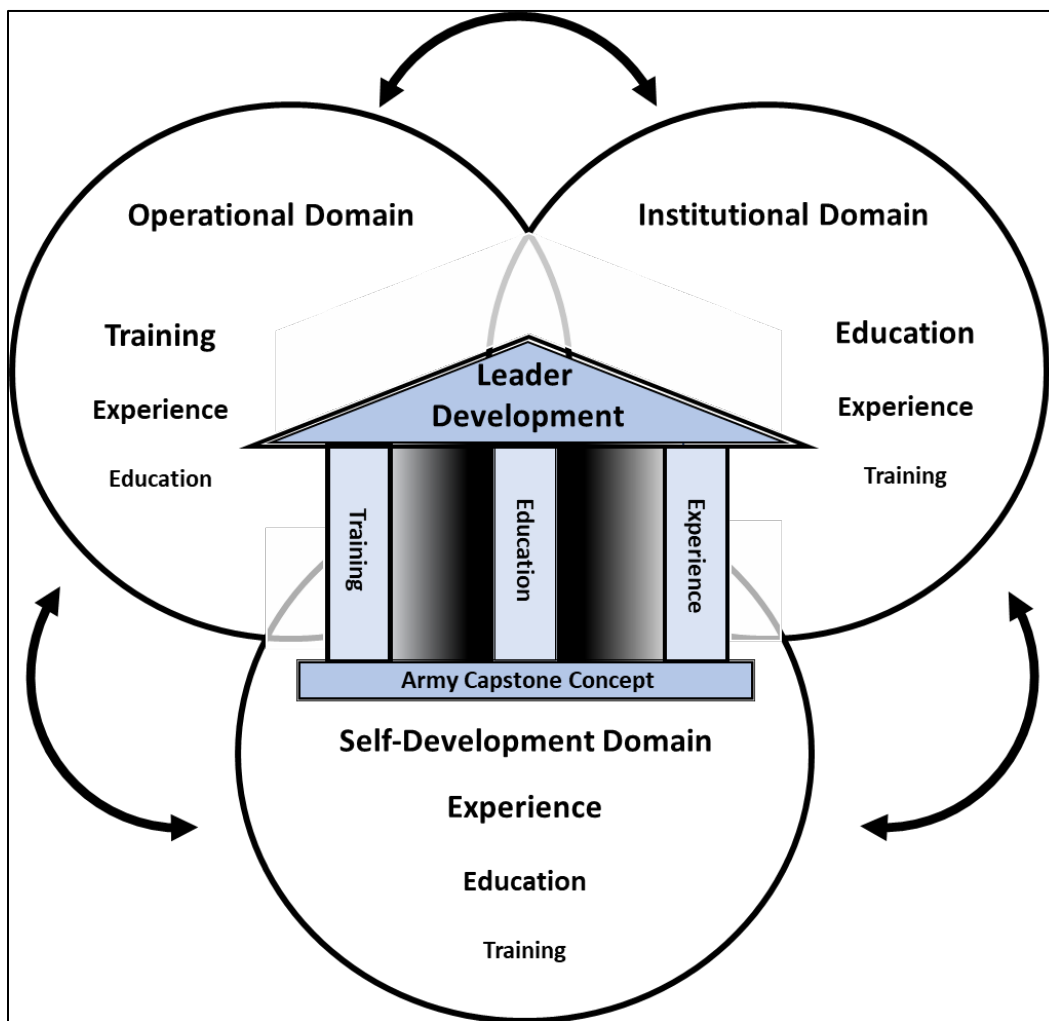 Operational Domain
Training
Experience
Education
Institutional Domain
Education
Experience
Training
Leader
Development
Training
Education
Experience
Army Capstone Concept
Self-Development Domain
Experience
Education
Training